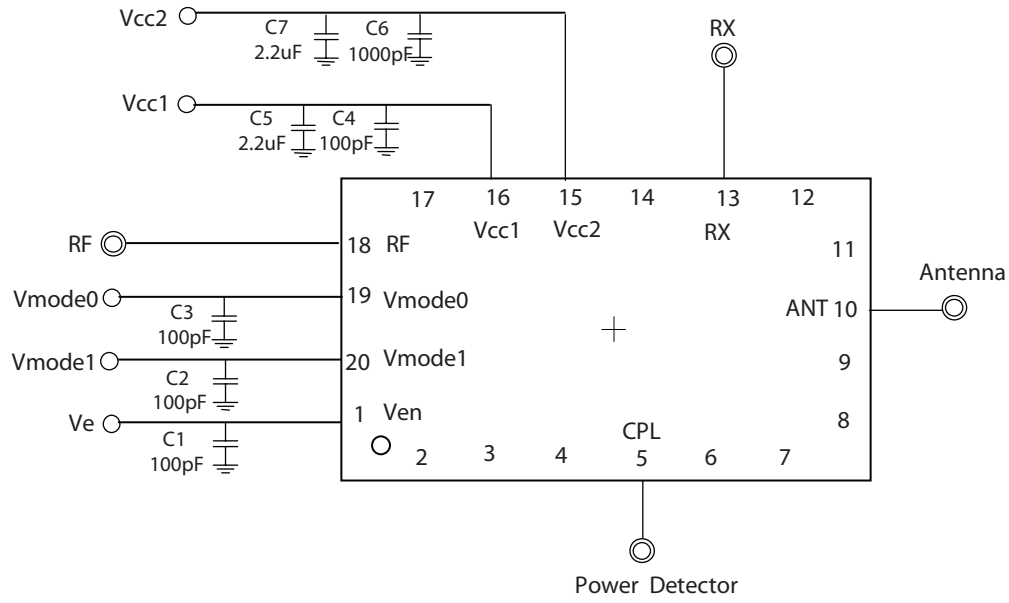 Vcc2
C7
2.2uF
C6
1000pF
RX
Vcc1
C5
2.2uF
C4
100pF
17
16
15
14
13
12
Vcc1
Vcc2
RX
RF
18
RF
11
Antenna
Vmode0
19
Vmode0
C3
100pF
ANT 10
Vmode1
20
Vmode1
9
C2
100pF
Ve
1
Ven
8
C1
100pF
CPL
2
3
4
5
6
7
Power Detector